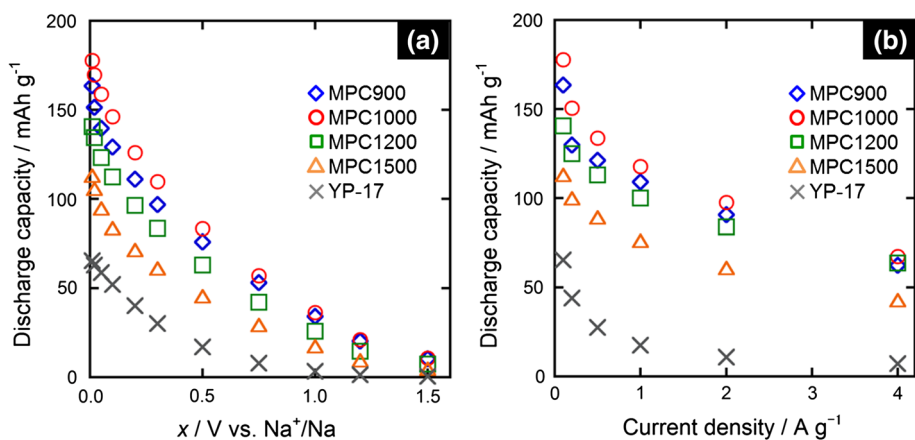 (a)
200
150
100
50
0
Discharge capacity / mAh g⁻¹
MPC900
MPC1000
MPC1200
MPC1500
YP-17
0.0 0.5 1.0 1.5
x / V vs. Na⁺/Na
(b)
200
150
100
50
0
Discharge capacity / mAh g⁻¹
MPC900
MPC1000
MPC1200
MPC1500
YP-17
0 1 2 3 4
Current density / A g⁻¹